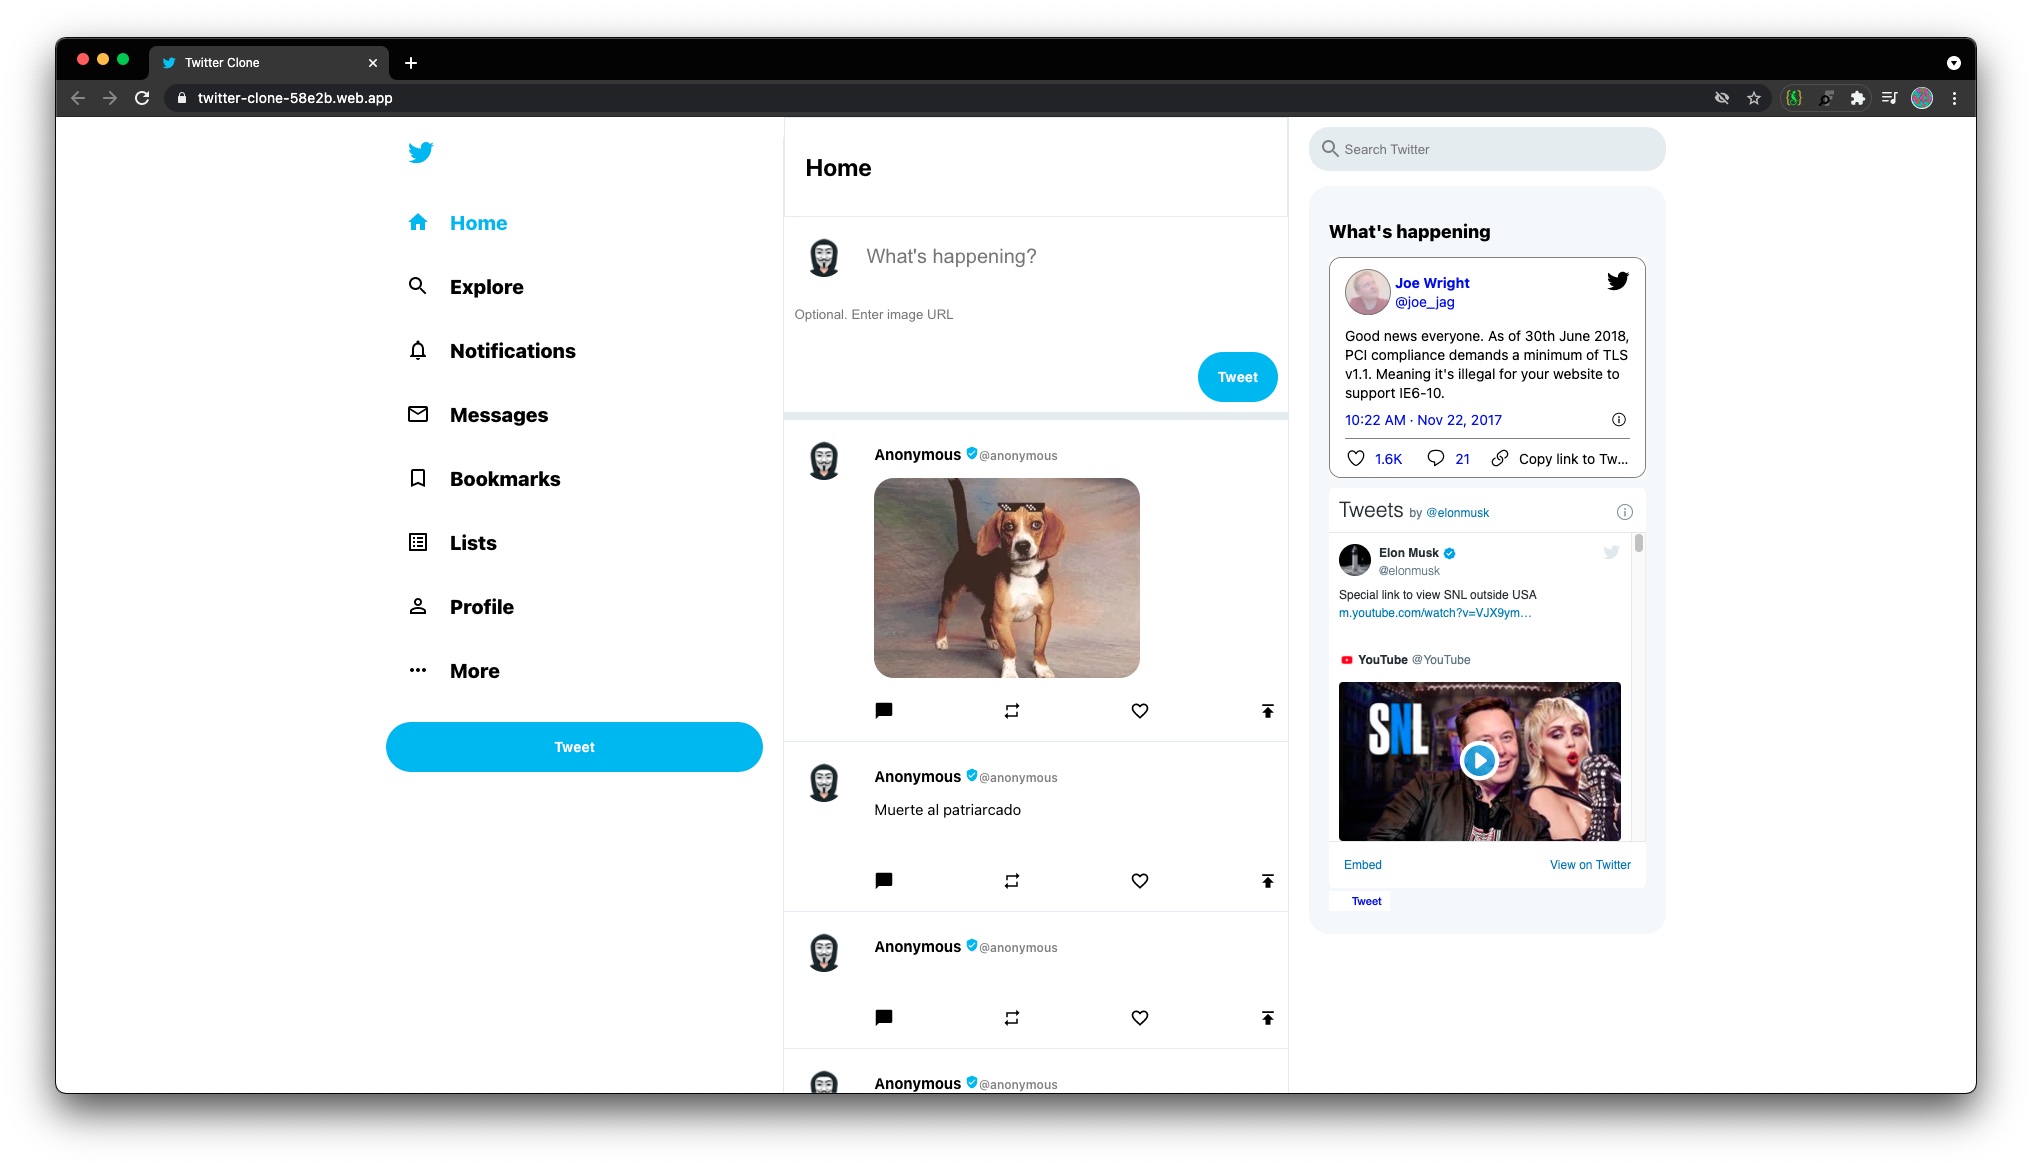 Twitter Clone
twitter-clone-58e2b.web.app
Home
Explore
Notifications
Messages
Bookmarks
Lists
Profile
More
Tweet
Home
What's happening?
Optional. Enter image URL
Tweet
Anonymous @anonymous
Anonymous @anonymous
Muerte al patriarcado
Anonymous @anonymous
Anonymous @anonymous
Search Twitter
What's happening
Joe Wright
@joe_jag
Good news everyone. As of 30th June 2018,
PCI compliance demands a minimum of TLS
v1.1. Meaning it's illegal for your website to
support IE6-10.
10:22 AM · Nov 22, 2017
1.6K 21 Copy link to Tw...
Tweets by @elonmusk
Elon Musk
@elonmusk
Special link to view SNL outside USA
m.youtube.com/watch?v=VJX9ym…
YouTube @YouTube
SNL
Embed View on Twitter
Tweet